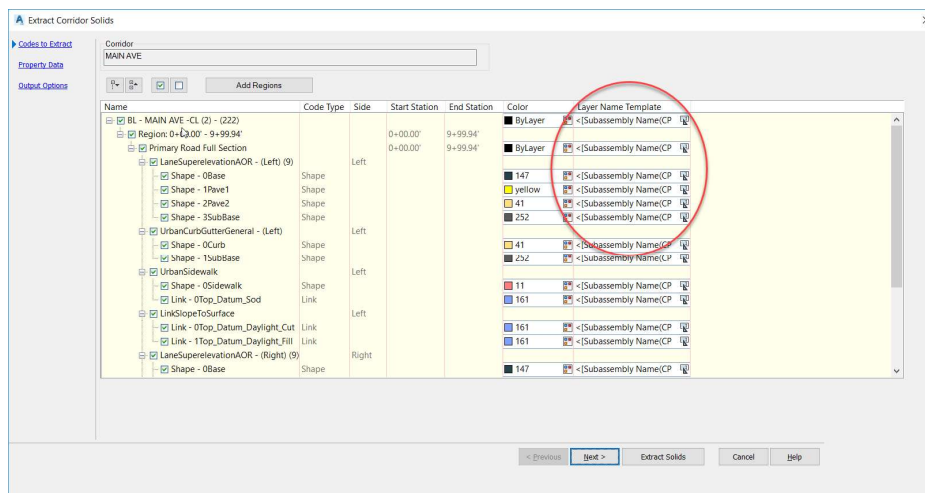 Extract Corridor Solids
Codes to Extract
Property Data
Output Options
Corridor
MAIN AVE
Add Regions
Name Code Type Side Start Station End Station Color Layer Name Template
BL - MAIN AVE -CL (2) - (222) ByLayer <[Subassembly Name(CP
Region: 0+00.00' - 9+99.94' 0+00.00' 9+99.94'
Primary Road Full Section 0+00.00' 9+99.94' ByLayer <[Subassembly Name(CP
LaneSuperelevationAOR - (Left) (9) Left
Shape - 0Base Shape 147 <[Subassembly Name(CP
Shape - 1Pave1 Shape yellow <[Subassembly Name(CP
Shape - 2Pave2 Shape 41 <[Subassembly Name(CP
Shape - 3SubBase Shape 252 <[Subassembly Name(CP
UrbanCurbGutterGeneral - (Left) Left
Shape - 0Curb Shape 41 <[Subassembly Name(CP
Shape - 1SubBase Shape 252 <[Subassembly Name(CP
UrbanSidewalk Left
Shape - 0Sidewalk Shape 11 <[Subassembly Name(CP
Link - 0Top_Datum_Sod Link 161 <[Subassembly Name(CP
LinkSlopeToSurface Left
Link - 0Top_Datum_Daylight_Cut Link 161 <[Subassembly Name(CP
Link - 1Top_Datum_Daylight_Fill Link 161 <[Subassembly Name(CP
LaneSuperelevationAOR - (Right) (9) Right
Shape - 0Base Shape 147 <[Subassembly Name(CP
< Previous Next > Extract Solids Cancel Help